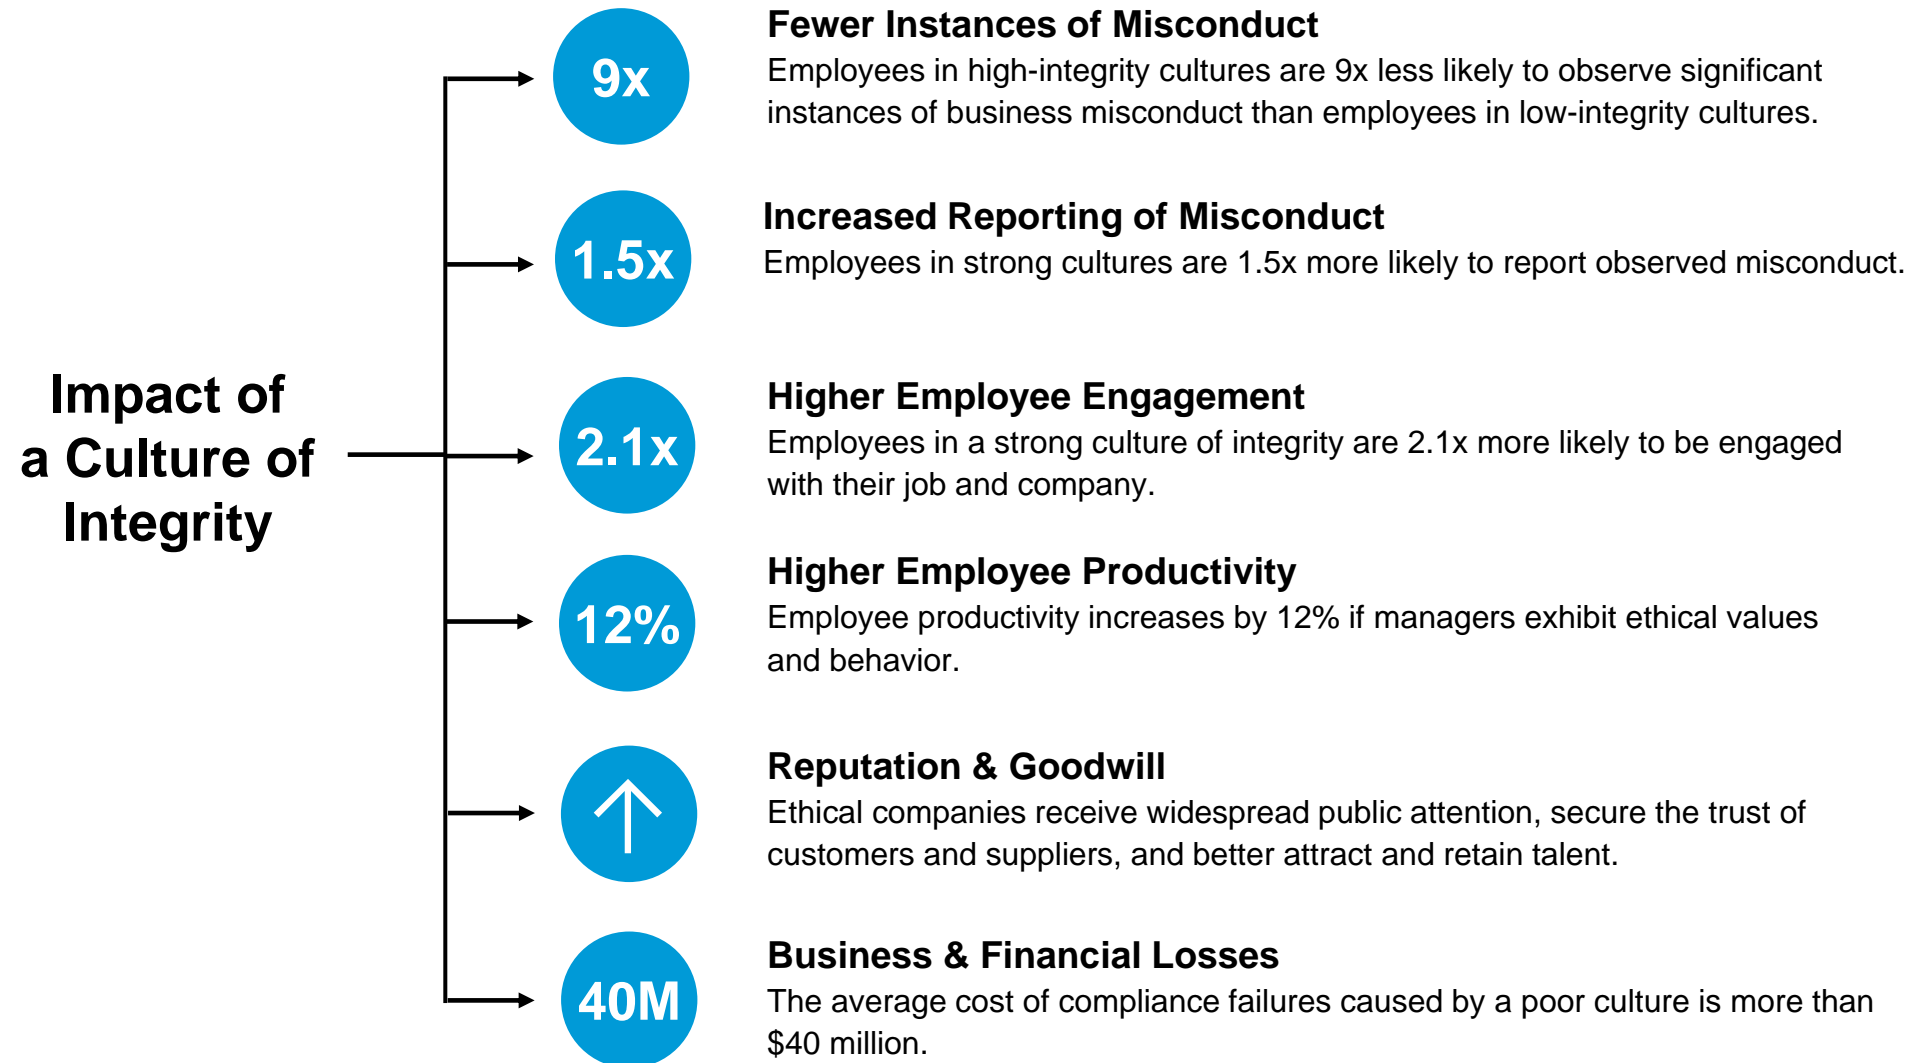 Impact of
a Culture of
Integrity
9x
Fewer Instances of Misconduct
Employees in high-integrity cultures are 9x less likely to observe significant
instances of business misconduct than employees in low-integrity cultures.
1.5x
Increased Reporting of Misconduct
Employees in strong cultures are 1.5x more likely to report observed misconduct.
2.1x
Higher Employee Engagement
Employees in a strong culture of integrity are 2.1x more likely to be engaged
with their job and company.
12%
Higher Employee Productivity
Employee productivity increases by 12% if managers exhibit ethical values
and behavior.
Reputation & Goodwill
Ethical companies receive widespread public attention, secure the trust of
customers and suppliers, and better attract and retain talent.
40M
Business & Financial Losses
The average cost of compliance failures caused by a poor culture is more than
$40 million.